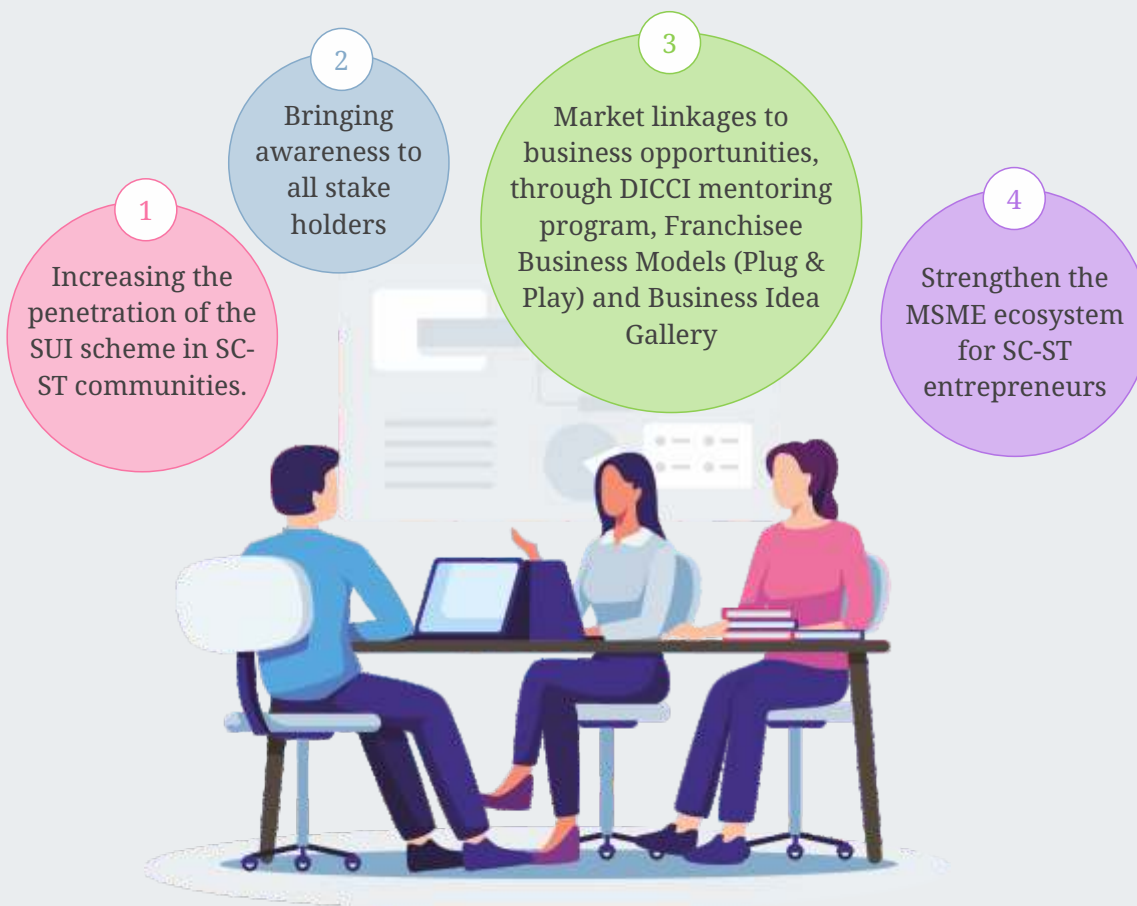 1
Increasing the
penetration of the
SUI scheme in SC-
ST communities.
2
Bringing
awareness to
all stake
holders
3
Market linkages to
business opportunities,
through DICCI mentoring
program, Franchisee
Business Models (Plug &
Play) and Business Idea
Gallery
4
Strengthen the
MSME ecosystem
for SC-ST
entrepreneurs